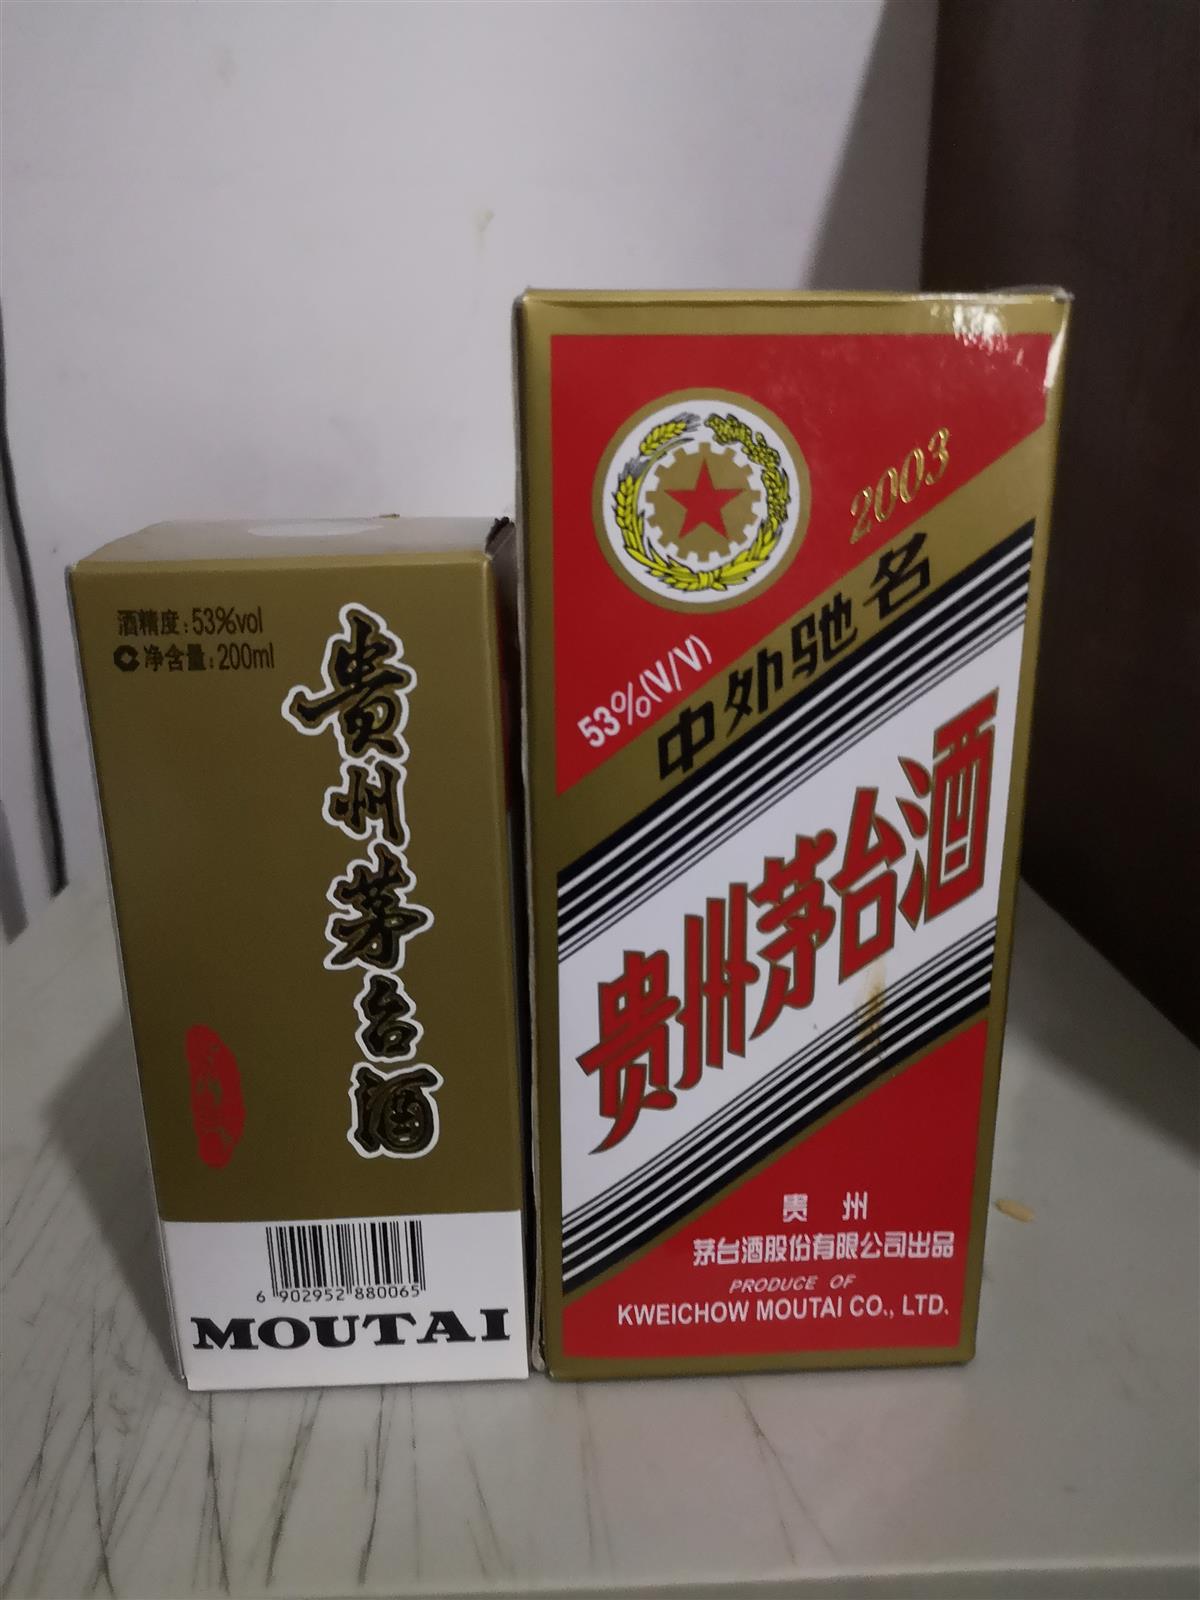 酒精度:53%vol
净含量:200ml
貴州茅台酒
6 902952 880065
MOUTAI
2003
53%(V/V)
中外驰名
贵州茅台酒
贵州
茅台酒股份有限公司出品
PRODUCE OF
KWEICHOW MOUTAI CO., LTD.